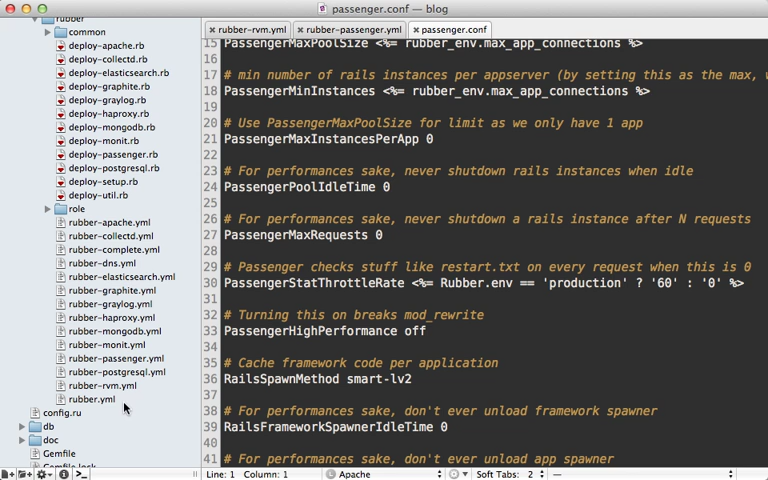 passenger.conf — blog
rubber
common
deploy-apache.rb
deploy-collectd.rb
deploy-elasticsearch.rb
deploy-graphite.rb
deploy-graylog.rb
deploy-haproxy.rb
deploy-mongodb.rb
deploy-monit.rb
deploy-passenger.rb
deploy-postgresql.rb
deploy-setup.rb
deploy-util.rb
role
rubber-apache.yml
rubber-collectd.yml
rubber-complete.yml
rubber-dns.yml
rubber-elasticsearch.yml
rubber-graphite.yml
rubber-graylog.yml
rubber-haproxy.yml
rubber-mongodb.yml
rubber-monit.yml
rubber-passenger.yml
rubber-postgresql.yml
rubber-rvm.yml
rubber.yml
config.ru
db
doc
Gemfile
Gemfile.lock
rubber-rvm.yml rubber-passenger.yml passenger.conf
15 PassengerMaxPoolSize <%= rubber_env.max_app_connections %>
16
17 # min number of rails instances per appserver (by setting this as the max, w
18 PassengerMinInstances <%= rubber_env.max_app_connections %>
19
20 # Use PassengerMaxPoolSize for limit as we only have 1 app
21 PassengerMaxInstancesPerApp 0
22
23 # For performances sake, never shutdown rails instances when idle
24 PassengerPoolIdleTime 0
25
26 # For performances sake, never shutdown a rails instance after N requests
27 PassengerMaxRequests 0
28
29 # Passenger checks stuff like restart.txt on every request when this is 0
30 PassengerStatThrottleRate <%= Rubber.env == 'production' ? '60' : '0' %>
31
32 # Turning this on breaks mod_rewrite
33 PassengerHighPerformance off
34
35 # Cache framework code per application
36 RailsSpawnMethod smart-lv2
37
38 # For performances sake, don't ever unload framework spawner
39 RailsFrameworkSpawnerIdleTime 0
40
41 # For performances sake, don't ever unload app spawner
Line: 1 Column: 1 Apache Soft Tabs: 2 —